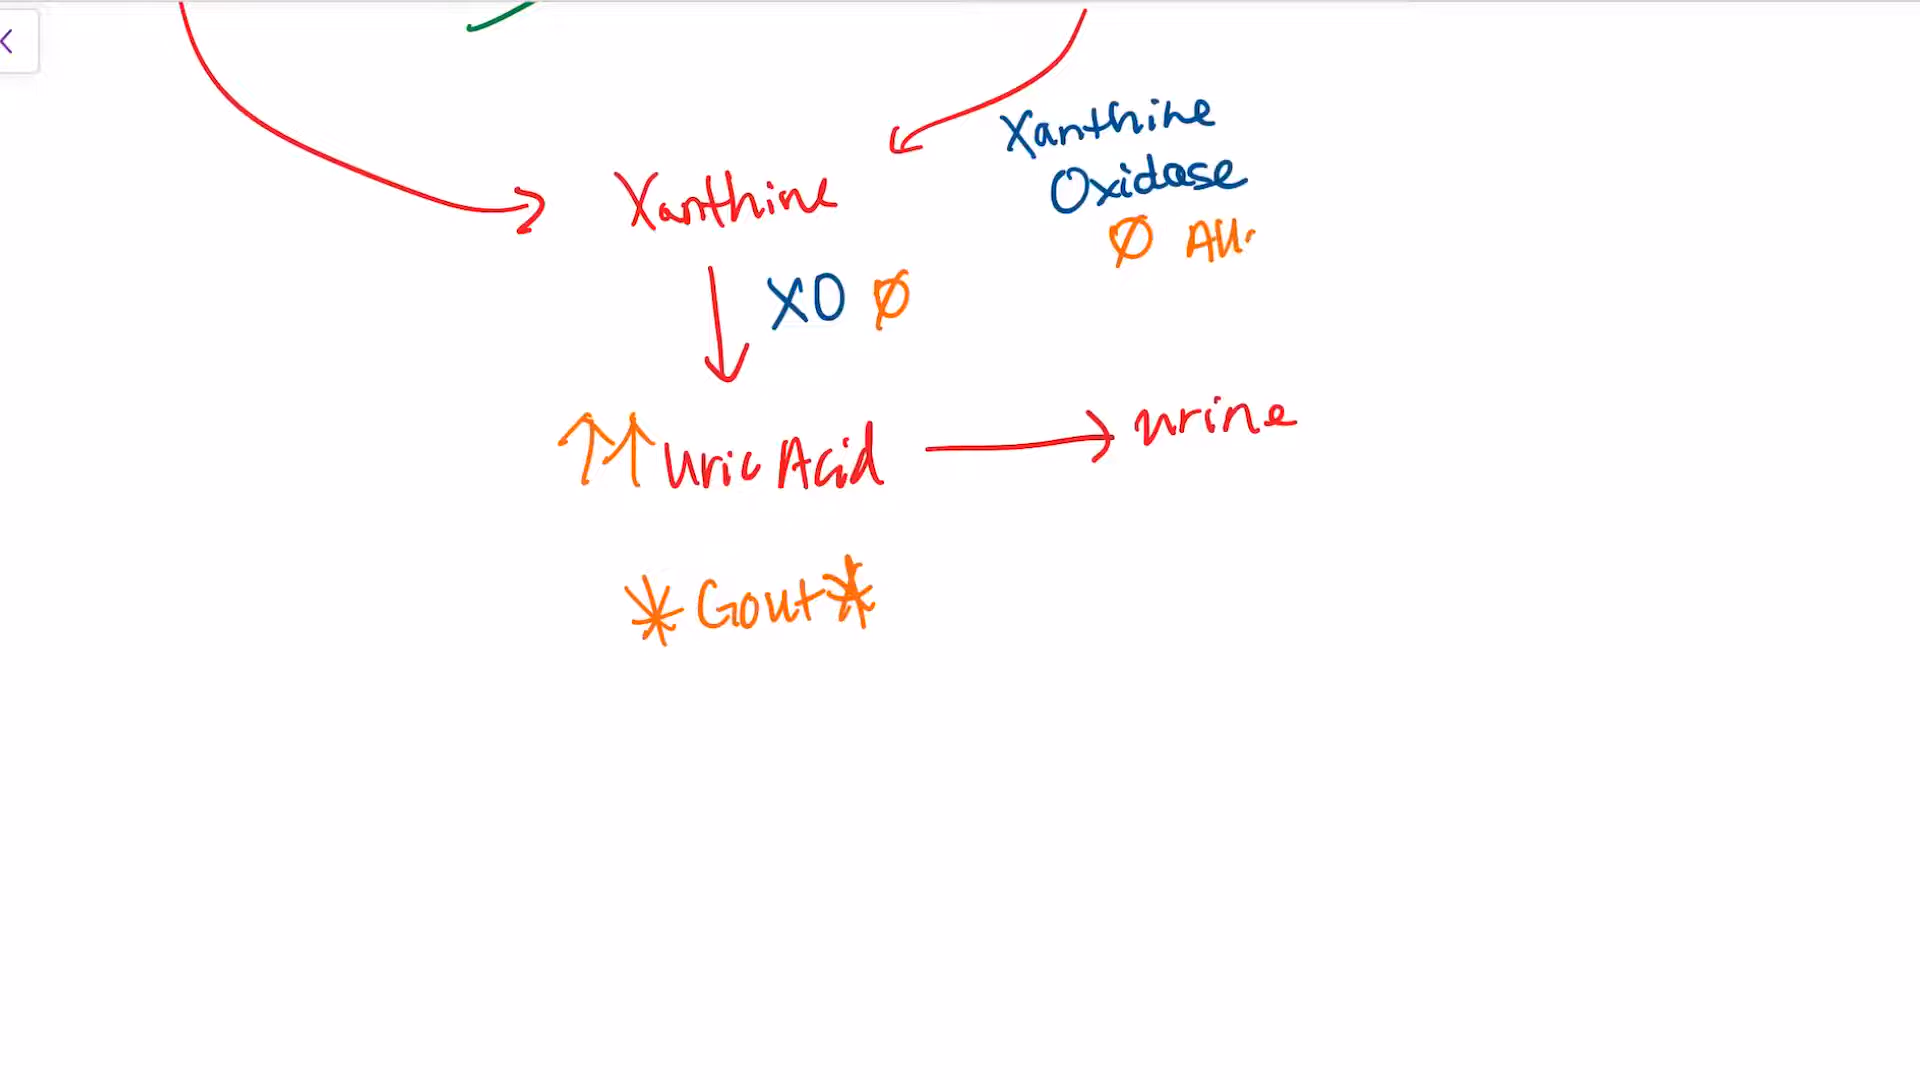 Xanthine
Oxidase
Ø All
Xanthine
XO Ø
↑↑ Uric Acid → urine
* Gout *